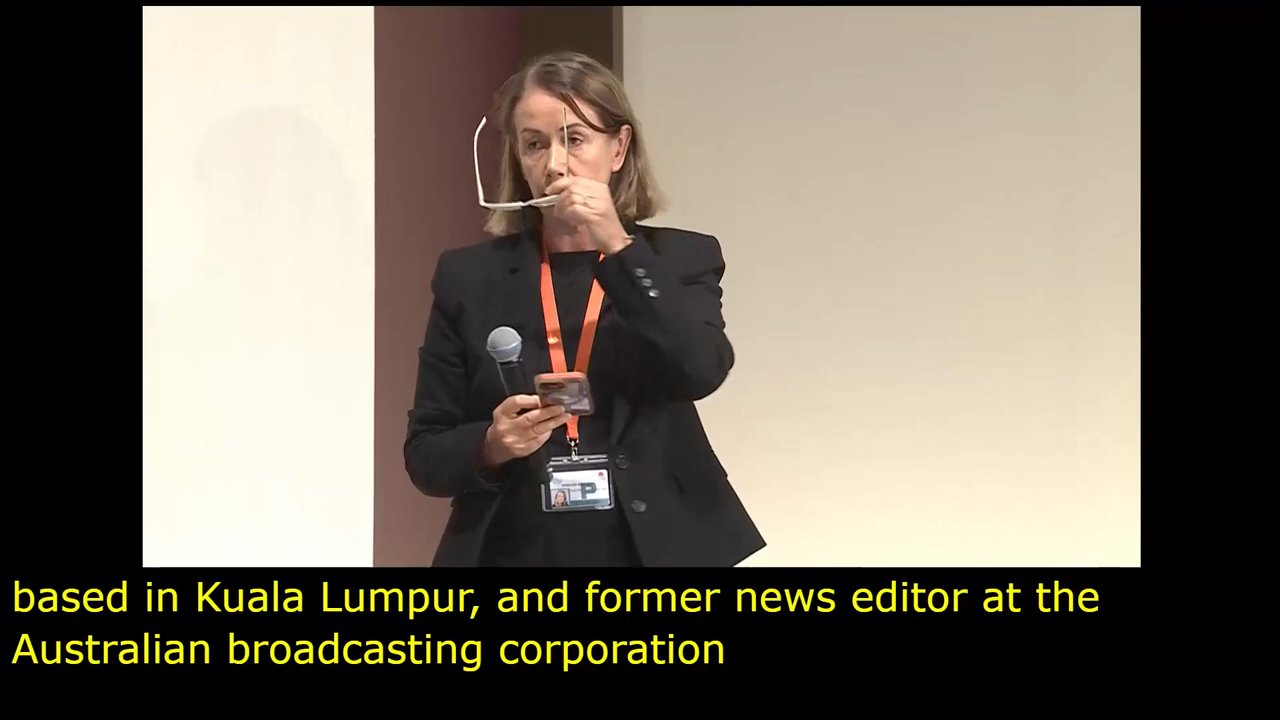 P
based in Kuala Lumpur, and former news editor at the
Australian broadcasting corporation